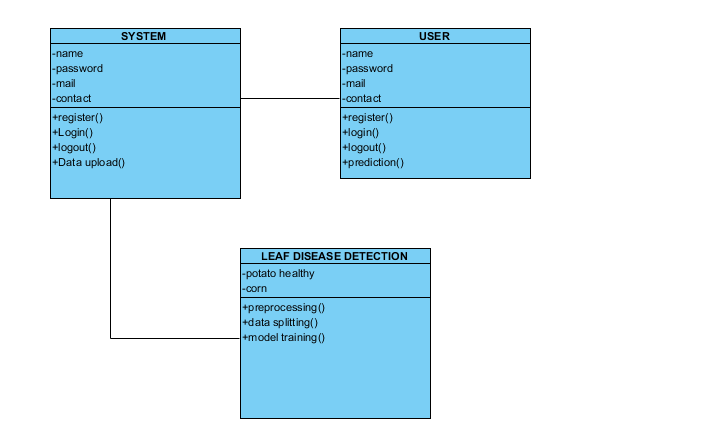 SYSTEM
-name
-password
-mail
-contact
+register()
+Login()
+logout()
+Data upload()
USER
-name
-password
-mail
-contact
+register()
+login()
+logout()
+prediction()
LEAF DISEASE DETECTION
-potato healthy
-corn
+preprocessing()
+data splitting()
+model training()